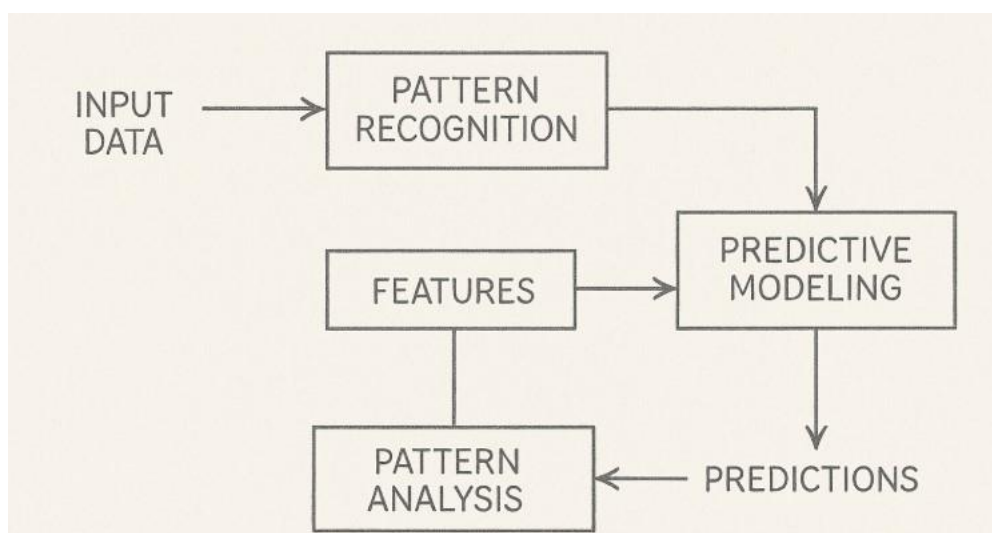 INPUT
DATA
PATTERN
RECOGNITION
PREDICTIVE
MODELING
FEATURES
PATTERN
ANALYSIS
PREDICTIONS